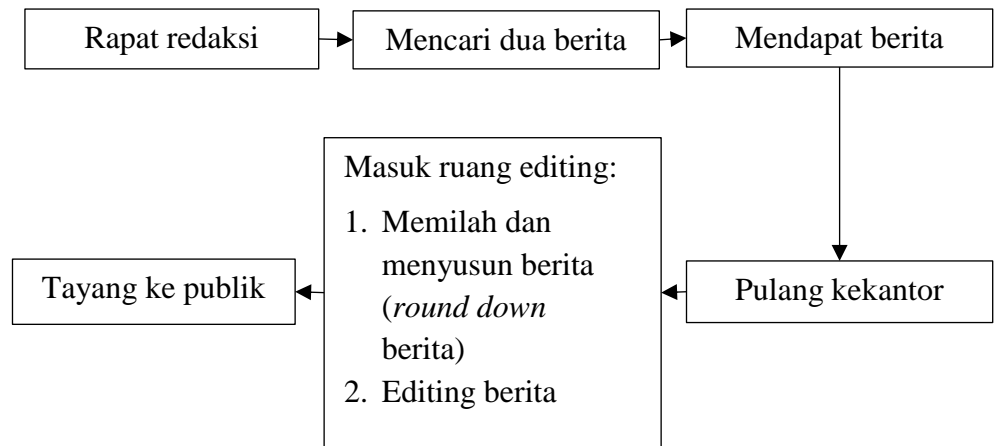 Rapat redaksi
Mencari dua berita
Mendapat berita
Pulang kekantor
Masuk ruang editing:
1. Memilah dan
menyusun berita
(round down
berita)
2. Editing berita
Tayang ke publik